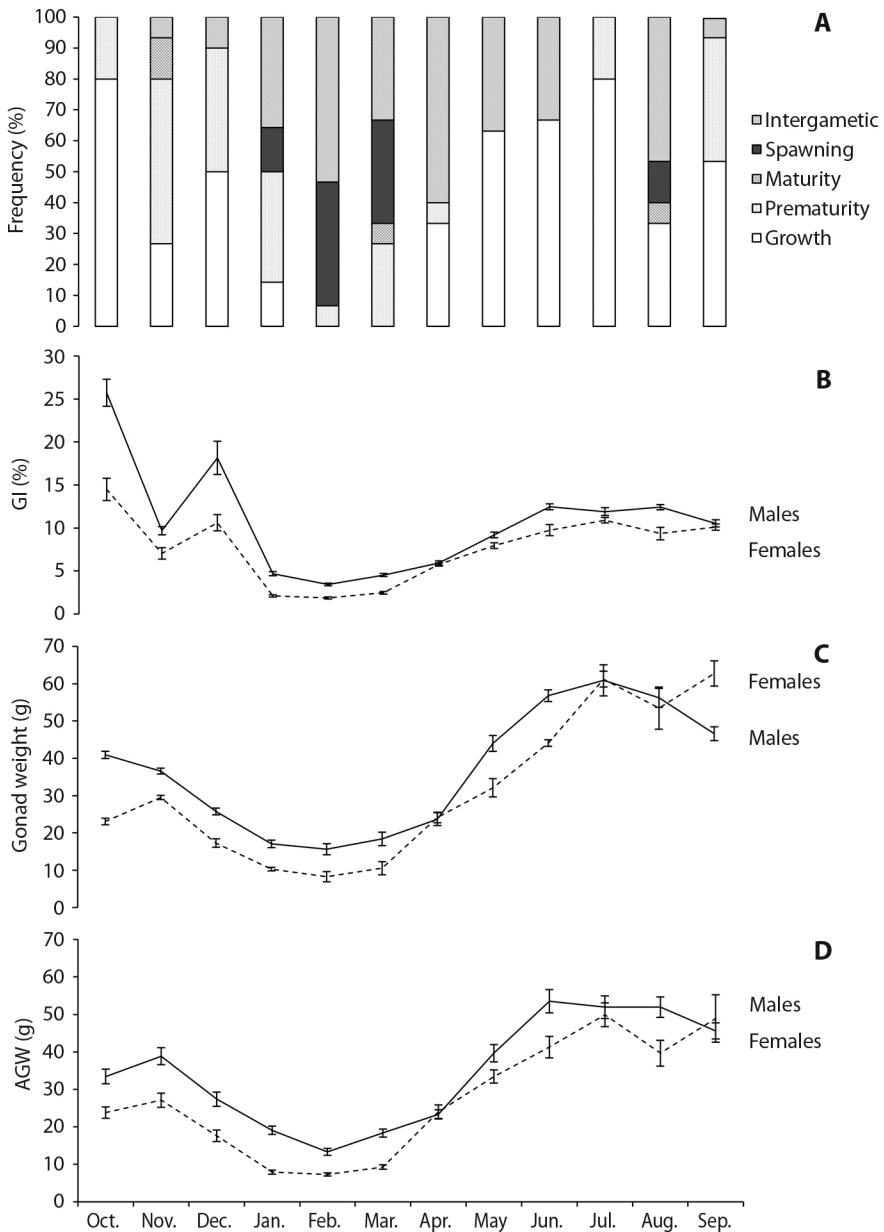 A
Frequency (%)
100
90
80
70
60
50
40
30
20
10
0
Intergametic
Spawning
Maturity
Prematurity
Growth
B
GI (%)
30
25
20
15
10
5
0
Males
Females
C
Gonad weight (g)
70
60
50
40
30
20
10
0
Females
Males
D
AGW (g)
70
60
50
40
30
20
10
0
Males
Females
Oct. Nov. Dec. Jan. Feb. Mar. Apr. May Jun. Jul. Aug. Sep.